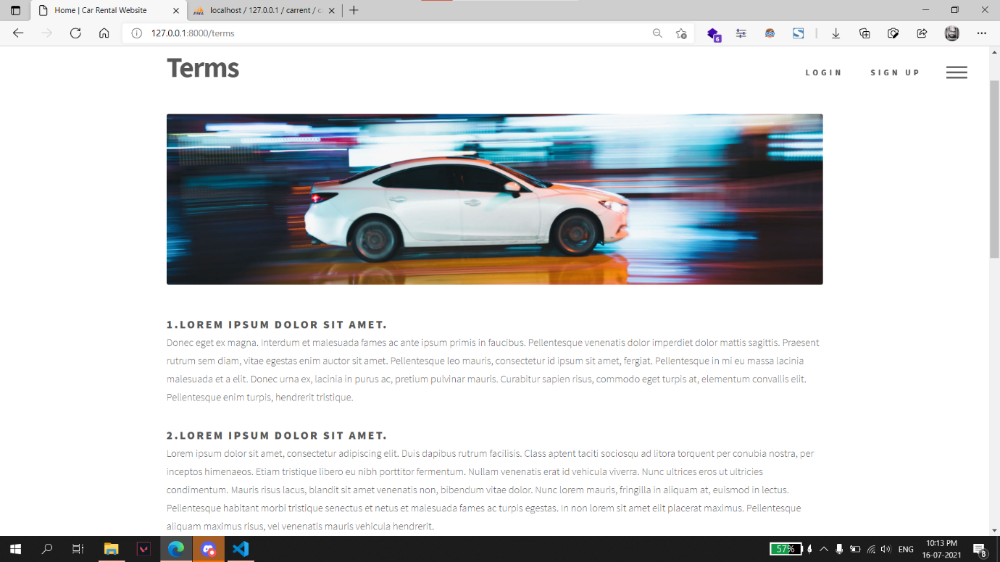 Home | Car Rental Website
PMA
localhost / 127.0.0.1 / carrent /
127.0.0.1:8000/terms
6
Terms
LOGIN
SIGN UP
1.LOREM IPSUM DOLOR SIT AMET.
Donec eget ex magna. Interdum et malesuada fames ac ante ipsum primis in faucibus. Pellentesque venenatis dolor imperdiet dolor mattis sagittis. Praesent
rutrum sem diam, vitae egestas enim auctor sit amet. Pellentesque leo mauris, consectetur id ipsum sit amet, fergiat. Pellentesque in mi eu massa lacinia
malesuada et a elit. Donec urna ex, lacinia in purus ac, pretium pulvinar mauris. Curabitur sapien risus, commodo eget turpis at, elementum convallis elit.
Pellentesque enim turpis, hendrerit tristique.
2.LOREM IPSUM DOLOR SIT AMET.
Lorem ipsum dolor sit amet, consectetur adipiscing elit. Duis dapibus rutrum facilisis. Class aptent taciti sociosqu ad litora torquent per conubia nostra, per
inceptos himenaeos. Etiam tristique libero eu nibh porttitor fermentum. Nullam venenatis erat id vehicula viverra. Nunc ultrices eros ut ultricies
condimentum. Mauris risus lacus, blandit sit amet venenatis non, bibendum vitae dolor. Nunc lorem mauris, fringilla in aliquam at, euismod in lectus.
Pellentesque habitant morbi tristique senectus et netus et malesuada fames ac turpis egestas. In non lorem sit amet elit placerat maximus. Pellentesque
aliquam maximus risus, vel venenatis mauris vehicula hendrerit.
57%
ENG
10:13 PM
16-07-2021
8